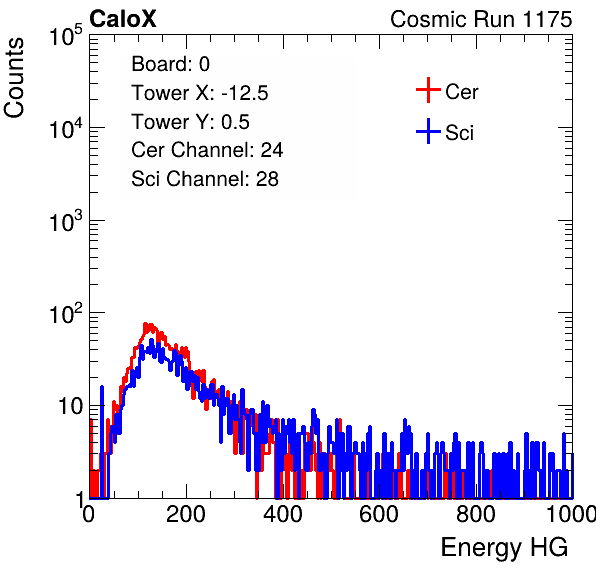 CaloX Cosmic Run 1175
Counts
Board: 0
Tower X: -12.5
Tower Y: 0.5
Cer Channel: 24
Sci Channel: 28
Cer
Sci
10^5
10^4
10^3
10^2
10
1
0 200 400 600 800 1000
Energy HG